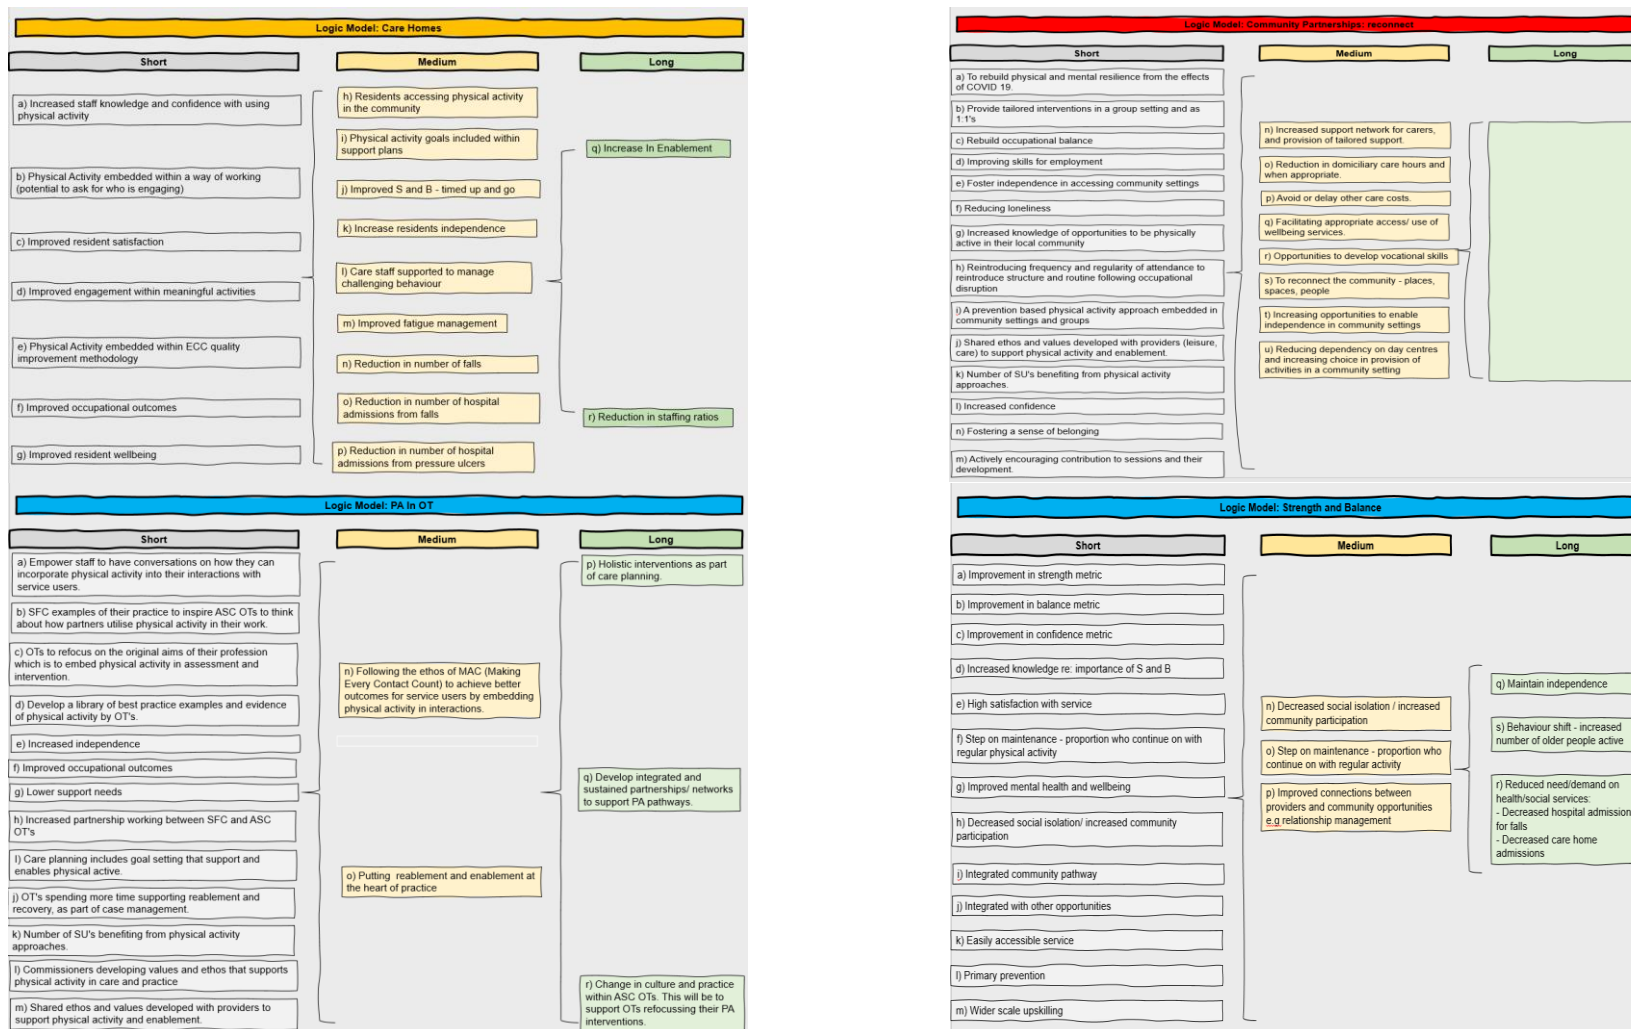 Logic Model: Care Homes
Short
Medium
Long
a) Increased staff knowledge and confidence with using
physical activity
b) Physical Activity embedded within a way of working
(potential to ask for who is engaging)
c) Improved resident satisfaction
d) Improved engagement within meaningful activities
e) Physical Activity embedded within ECC quality
improvement methodology
f) Improved occupational outcomes
g) Improved resident wellbeing
h) Residents accessing physical activity
in the community
i) Physical activity goals included within
support plans
j) Improved S and B - timed up and go
k) Increase residents independence
l) Care staff supported to manage
challenging behaviour
m) Improved fatigue management
n) Reduction in number of falls
o) Reduction in number of hospital
admissions from falls
p) Reduction in number of hospital
admissions from pressure ulcers
q) Increase In Enablement
r) Reduction in staffing ratios
Logic Model: Community Partnerships: reconnect
Short
Medium
Long
a) To rebuild physical and mental resilience from the effects
of COVID 19.
b) Provide tailored interventions in a group setting and as
1:1's
c) Rebuild occupational balance
d) Improving skills for employment
e) Foster independence in accessing community settings
f) Reducing loneliness
g) Increased knowledge of opportunities to be physically
active in their local community
h) Reintroducing frequency and regularity of attendance to
reintroduce structure and routine following occupational
disruption
i) A prevention based physical activity approach embedded in
community settings and groups
j) Shared ethos and values developed with providers (leisure,
care) to support physical activity and enablement.
k) Number of SU's benefiting from physical activity
approaches.
l) Increased confidence
n) Fostering a sense of belonging
m) Actively encouraging contribution to sessions and their
development.
n) Increased support network for carers,
and provision of tailored support.
o) Reduction in domiciliary care hours and
when appropriate.
p) Avoid or delay other care costs.
q) Facilitating appropriate access/ use of
wellbeing services.
r) Opportunities to develop vocational skills
s) To reconnect the community - places,
spaces, people
t) Increasing opportunities to enable
independence in community settings
u) Reducing dependency on day centres
and increasing choice in provision of
activities in a community setting
Logic Model: PA in OT
Short
Medium
Long
a) Empower staff to have conversations on how they can
incorporate physical activity into their interactions with
service users.
b) SFC examples of their practice to inspire ASC OTs to think
about how partners utilise physical activity in their work.
c) OTs to refocus on the original aims of their profession
which is to embed physical activity in assessment and
intervention.
d) Develop a library of best practice examples and evidence
of physical activity by OT's.
e) Increased independence
f) Improved occupational outcomes
g) Lower support needs
h) Increased partnership working between SFC and ASC
OT's
I) Care planning includes goal setting that support and
enables physical active.
j) OT's spending more time supporting reablement and
recovery, as part of case management.
k) Number of SU's benefiting from physical activity
approaches.
l) Commissioners developing values and ethos that supports
physical activity in care and practice
m) Shared ethos and values developed with providers to
support physical activity and enablement.
n) Following the ethos of MAC (Making
Every Contact Count) to achieve better
outcomes for service users by embedding
physical activity in interactions.
o) Putting reablement and enablement at
the heart of practice
p) Holistic interventions as part
of care planning.
q) Develop integrated and
sustained partnerships/ networks
to support PA pathways.
r) Change in culture and practice
within ASC OTs. This will be to
support OTs refocussing their PA
interventions.
Logic Model: Strength and Balance
Short
Medium
Long
a) Improvement in strength metric
b) Improvement in balance metric
c) Improvement in confidence metric
d) Increased knowledge re: importance of S and B
e) High satisfaction with service
f) Step on maintenance - proportion who continue on with
regular physical activity
g) Improved mental health and wellbeing
h) Decreased social isolation/ increased community
participation
i) Integrated community pathway
j) Integrated with other opportunities
k) Easily accessible service
l) Primary prevention
m) Wider scale upskilling
n) Decreased social isolation / increased
community participation
o) Step on maintenance - proportion who
continue on with regular activity
p) Improved connections between
providers and community opportunities
e.g relationship management
q) Maintain independence
s) Behaviour shift - increased
number of older people active
r) Reduced need/demand on
health/social services:
- Decreased hospital admission
for falls
- Decreased care home
admissions